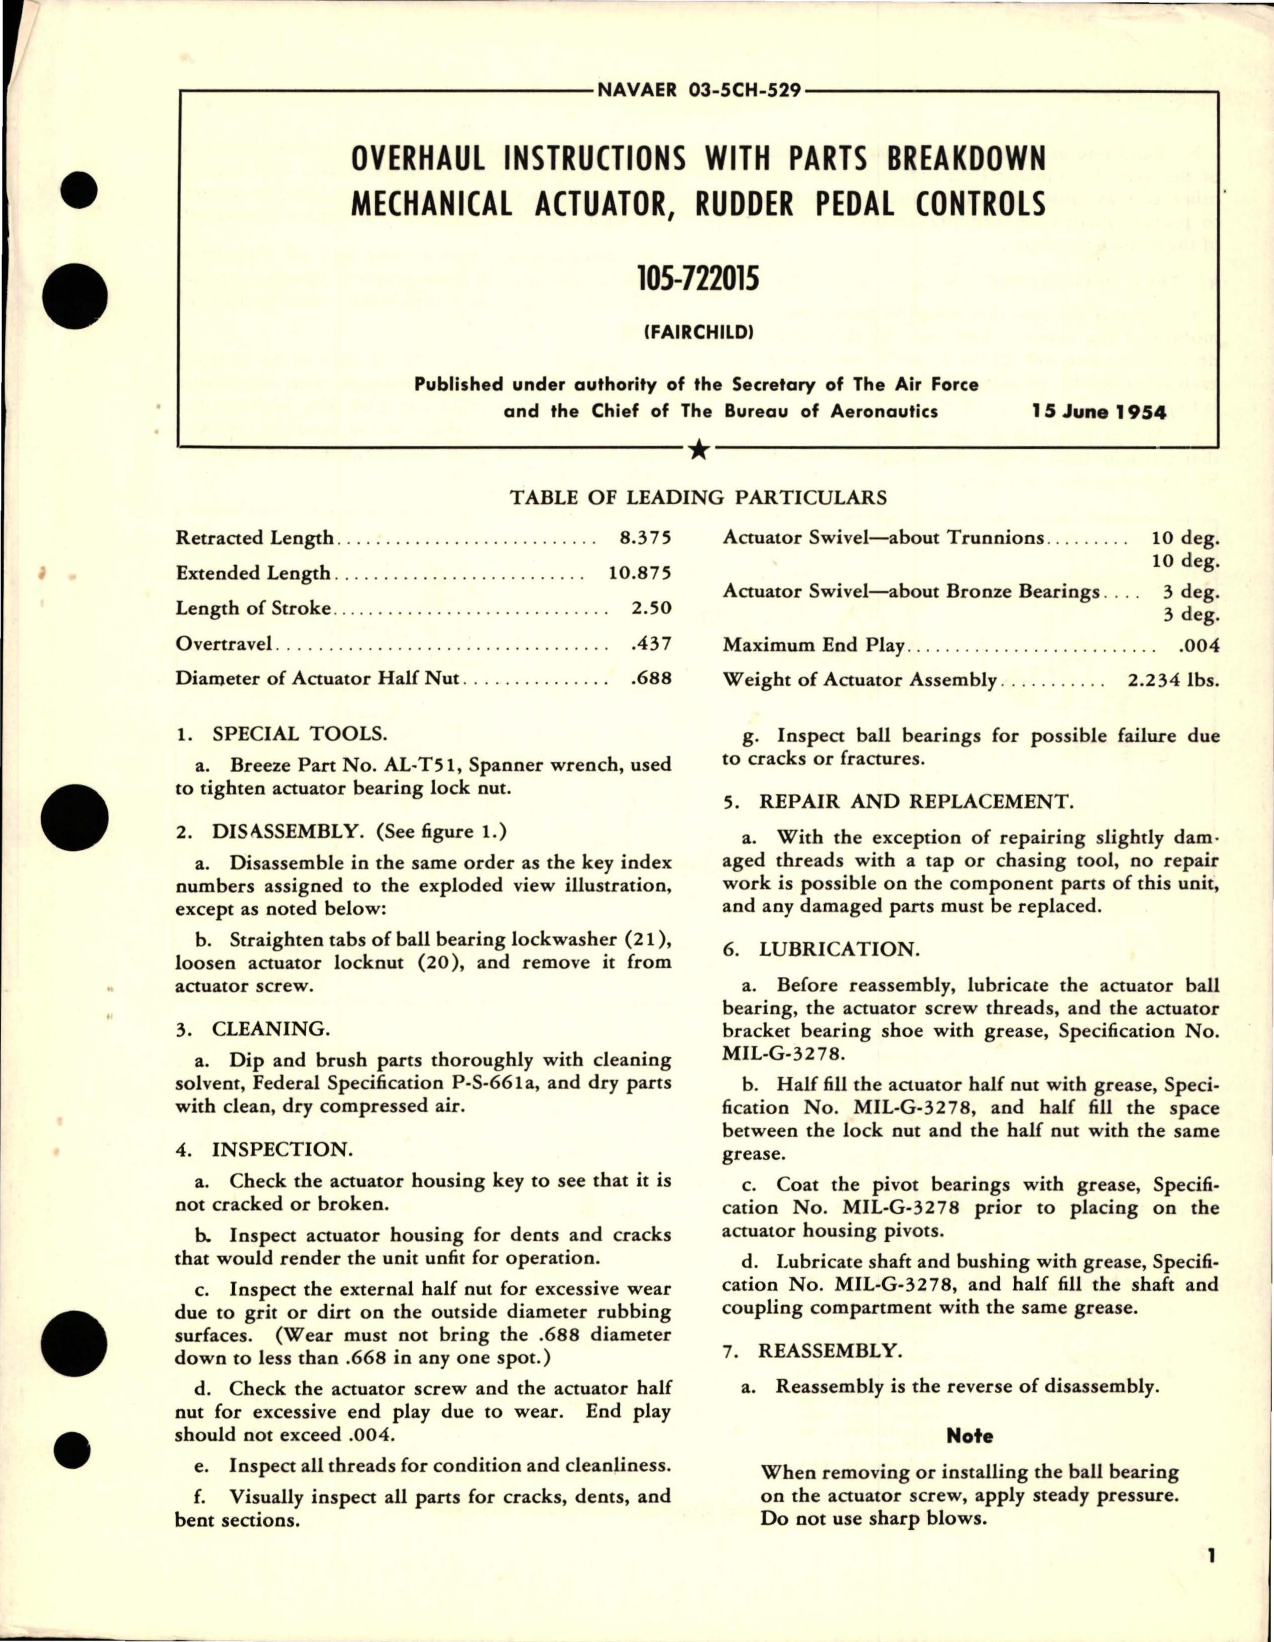 NAVAER 03-5CH-529
OVERHAUL INSTRUCTIONS WITH PARTS BREAKDOWN
MECHANICAL ACTUATOR, RUDDER PEDAL CONTROLS
105-722015
(FAIRCHILD)
Published under authority of the Secretary of The Air Force
and the Chief of The Bureau of Aeronautics 15 June 1954
TABLE OF LEADING PARTICULARS
Retracted Length........................... 8.375
Extended Length.......................... 10.875
Length of Stroke............................. 2.50
Overtravel.................................. .437
Diameter of Actuator Half Nut............... .688
Actuator Swivel—about Trunnions......... 10 deg.
10 deg.
Actuator Swivel—about Bronze Bearings.... 3 deg.
3 deg.
Maximum End Play.......................... .004
Weight of Actuator Assembly........... 2.234 lbs.
1. SPECIAL TOOLS.
a. Breeze Part No. AL-T51, Spanner wrench, used
to tighten actuator bearing lock nut.
2. DISASSEMBLY. (See figure 1.)
a. Disassemble in the same order as the key index
numbers assigned to the exploded view illustration,
except as noted below:
b. Straighten tabs of ball bearing lockwasher (21),
loosen actuator locknut (20), and remove it from
actuator screw.
3. CLEANING.
a. Dip and brush parts thoroughly with cleaning
solvent, Federal Specification P-S-661a, and dry parts
with clean, dry compressed air.
4. INSPECTION.
a. Check the actuator housing key to see that it is
not cracked or broken.
b. Inspect actuator housing for dents and cracks
that would render the unit unfit for operation.
c. Inspect the external half nut for excessive wear
due to grit or dirt on the outside diameter rubbing
surfaces. (Wear must not bring the .688 diameter
down to less than .668 in any one spot.)
d. Check the actuator screw and the actuator half
nut for excessive end play due to wear. End play
should not exceed .004.
e. Inspect all threads for condition and cleanliness.
f. Visually inspect all parts for cracks, dents, and
bent sections.
g. Inspect ball bearings for possible failure due
to cracks or fractures.
5. REPAIR AND REPLACEMENT.
a. With the exception of repairing slightly dam-
aged threads with a tap or chasing tool, no repair
work is possible on the component parts of this unit,
and any damaged parts must be replaced.
6. LUBRICATION.
a. Before reassembly, lubricate the actuator ball
bearing, the actuator screw threads, and the actuator
bracket bearing shoe with grease, Specification No.
MIL-G-3278.
b. Half fill the actuator half nut with grease, Speci-
fication No. MIL-G-3278, and half fill the space
between the lock nut and the half nut with the same
grease.
c. Coat the pivot bearings with grease, Specifi-
cation No. MIL-G-3278 prior to placing on the
actuator housing pivots.
d. Lubricate shaft and bushing with grease, Specifi-
cation No. MIL-G-3278, and half fill the shaft and
coupling compartment with the same grease.
7. REASSEMBLY.
a. Reassembly is the reverse of disassembly.
Note
When removing or installing the ball bearing
on the actuator screw, apply steady pressure.
Do not use sharp blows.
1